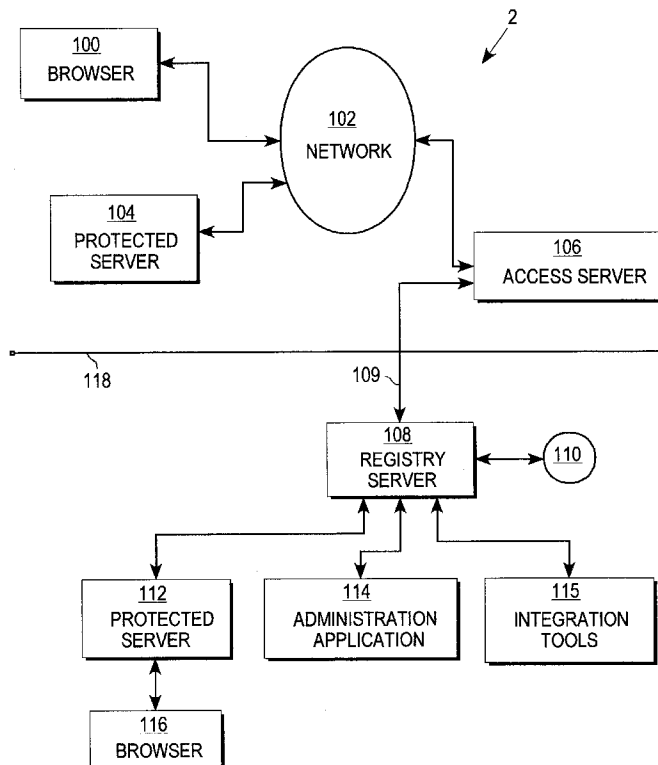 2
100
BROWSER
102
NETWORK
104
PROTECTED
SERVER
106
ACCESS SERVER
118
109
108
REGISTRY
SERVER
110
112
PROTECTED
SERVER
114
ADMINISTRATION
APPLICATION
115
INTEGRATION
TOOLS
116
BROWSER